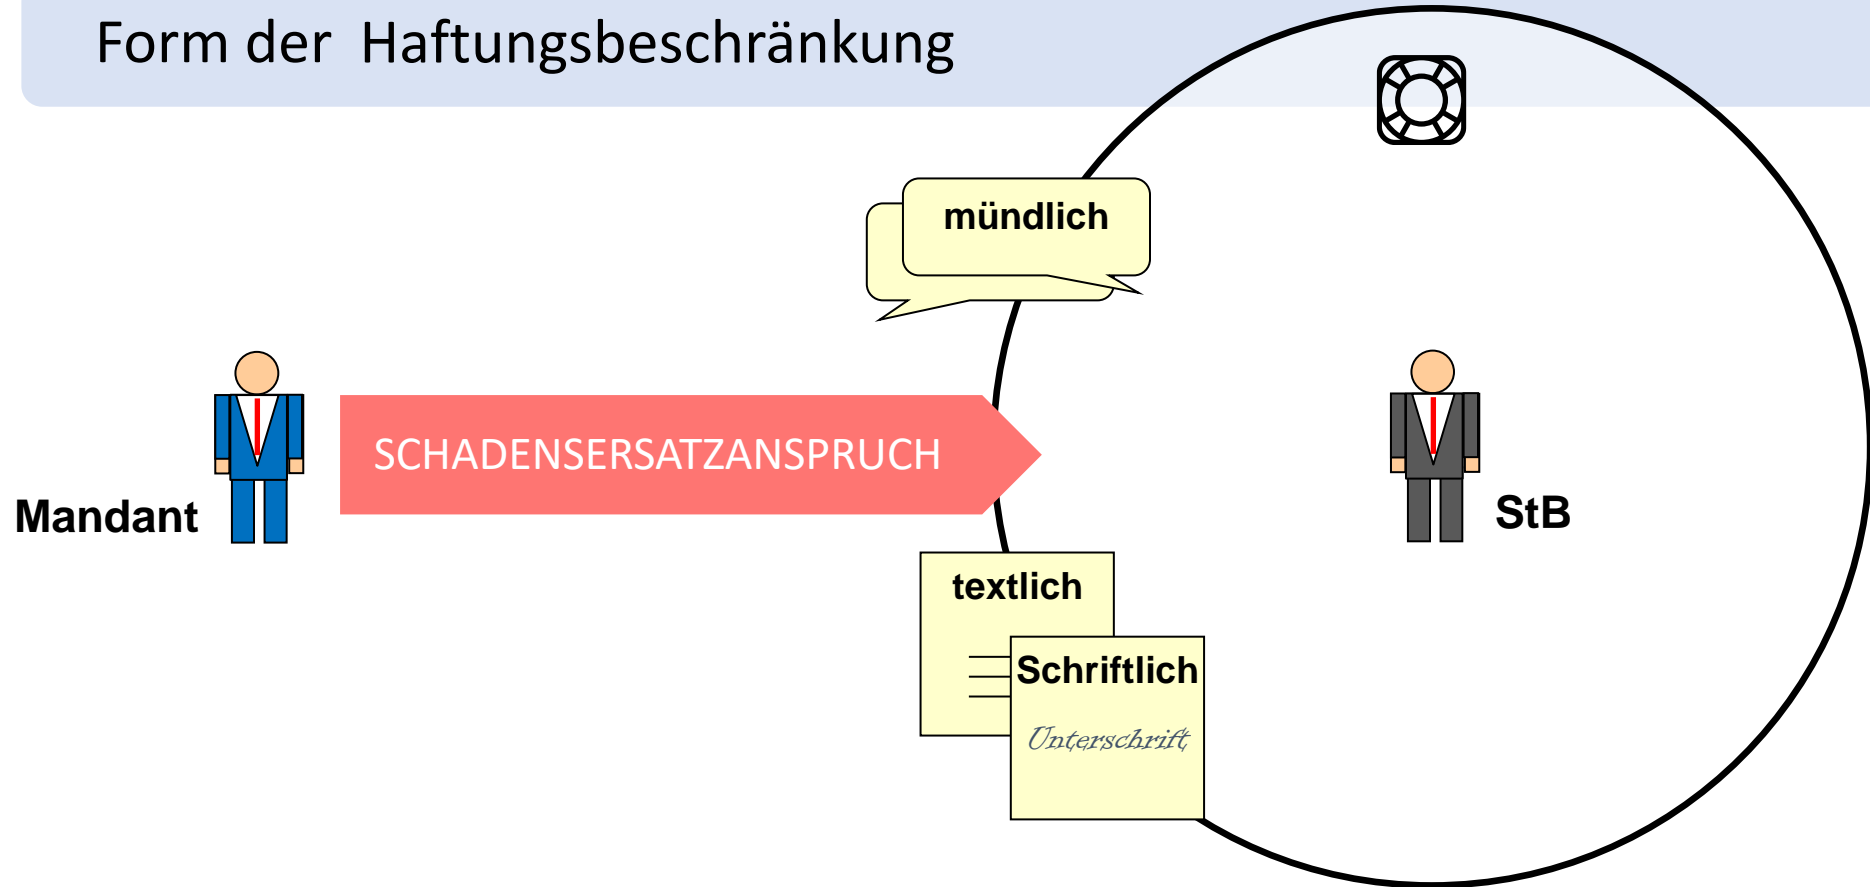 Form der Haftungsbeschränkung
mündlich
SCHADENSERSATZANSPRUCH
Mandant
StB
textlich
Schriftlich
Unterschrift